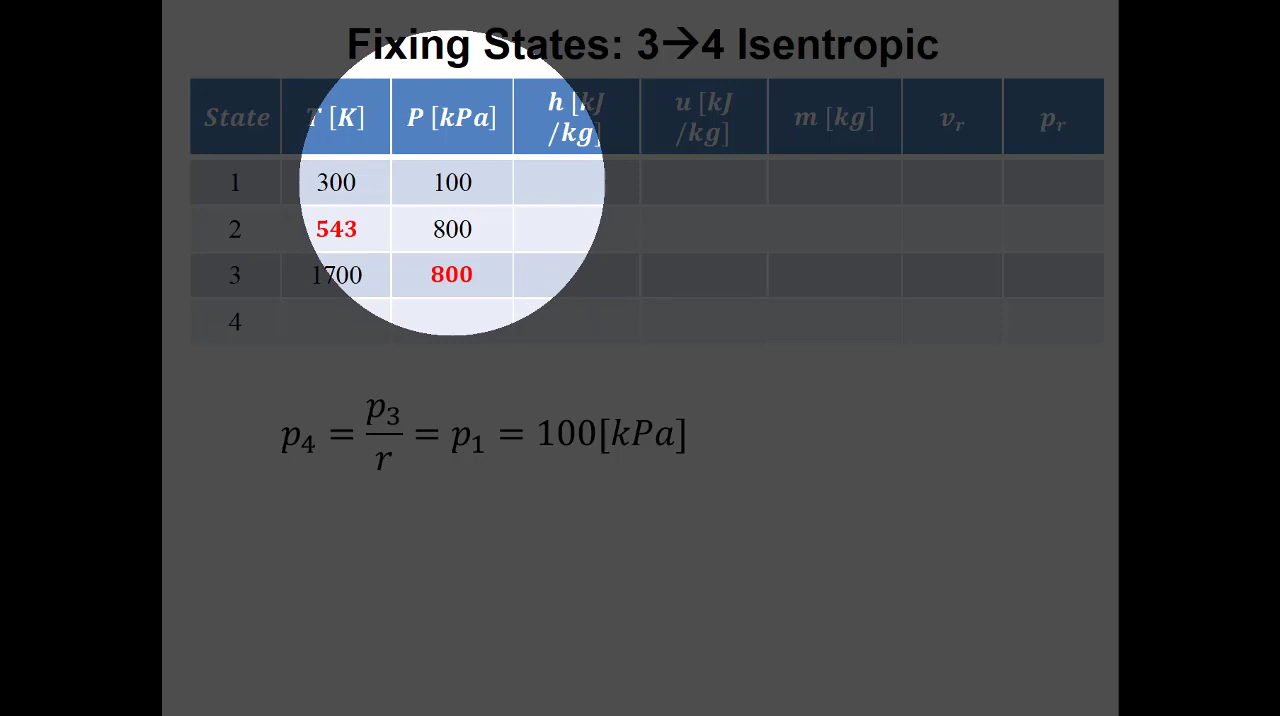 Fixing States: 3→4 Isentropic
State T [K] P [kPa] h [kJ/kg] u [kJ/kg] m [kg] v_r p_r
1 300 100
2 543 800
3 1700 800
4
p_4 = p_3/r = p_1 = 100[kPa]